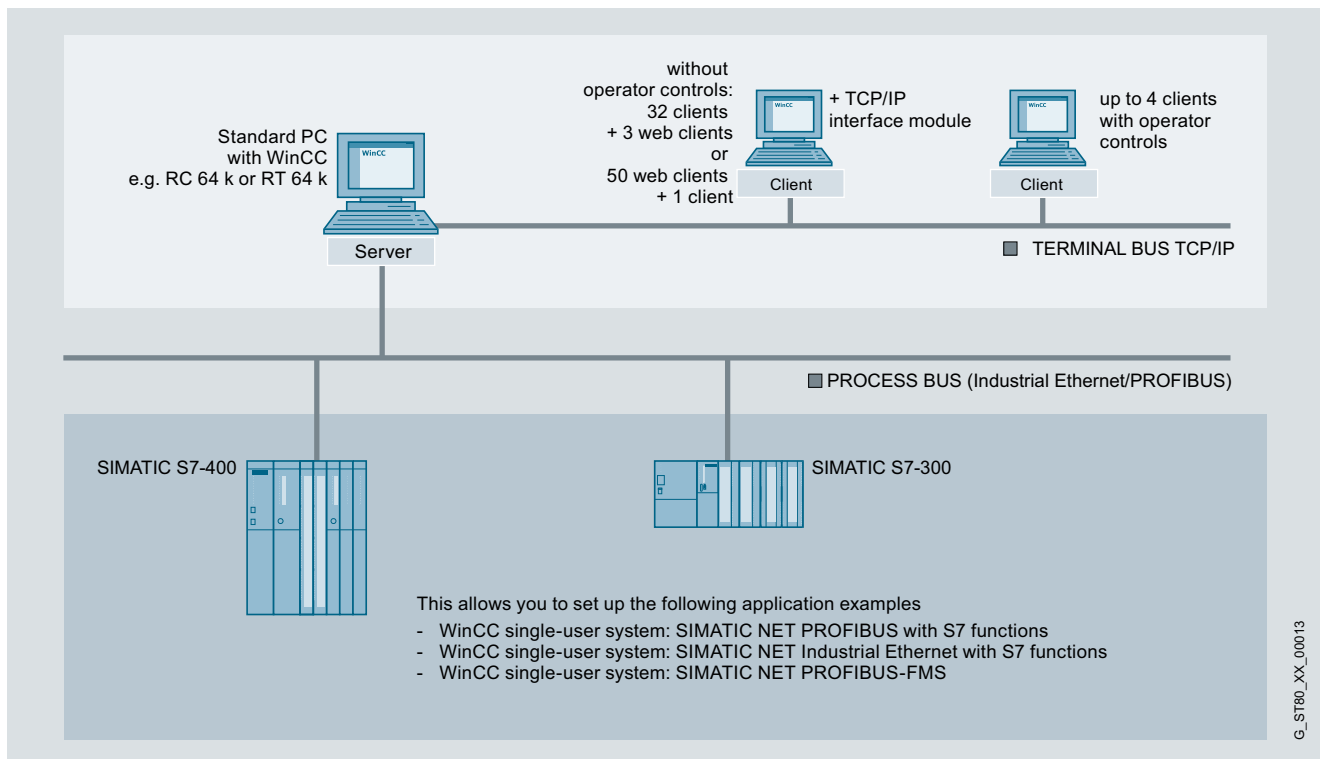 Standard PC
with WinCC
e.g. RC 64 k or RT 64 k
WinCC
Server
without
operator controls:
32 clients
+ 3 web clients
or
50 web clients
+ 1 client
WinCC
+ TCP/IP
interface module
Client
WinCC
up to 4 clients
with operator
controls
Client
TERMINAL BUS TCP/IP
PROCESS BUS (Industrial Ethernet/PROFIBUS)
SIMATIC S7-400
SIMATIC S7-300
This allows you to set up the following application examples
- WinCC single-user system: SIMATIC NET PROFIBUS with S7 functions
- WinCC single-user system: SIMATIC NET Industrial Ethernet with S7 functions
- WinCC single-user system: SIMATIC NET PROFIBUS-FMS
G_ST80_XX_00013